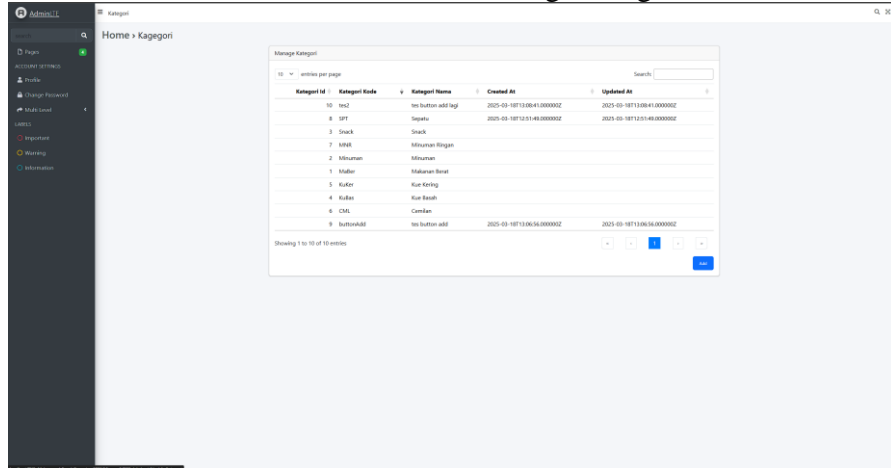 AdminLTE
Kategori
Search
Home › Kagegori
Pages
ACCOUNT SETTINGS
Profile
Change Password
Multi Level
LABELS
Important
Warning
Information
Manage Kategori
10 entries per page
Search:
Kategori Id Kategori Kode Kategori Nama Created At Updated At
10 tes2 tes button add lagi 2025-03-18T13:08:41.000000Z 2025-03-18T13:08:41.000000Z
8 SPT Sepatu 2025-03-18T12:51:49.000000Z 2025-03-18T12:51:49.000000Z
3 Snack Snack
7 MNR Minuman Ringan
2 Minuman Minuman
1 MaBer Makanan Berat
5 KuKer Kue Kering
4 KuBas Kue Basah
6 CML Cemilan
9 buttonAdd tes button add 2025-03-18T13:06:56.000000Z 2025-03-18T13:06:56.000000Z
Showing 1 to 10 of 10 entries
« ‹ 1 › »
Add